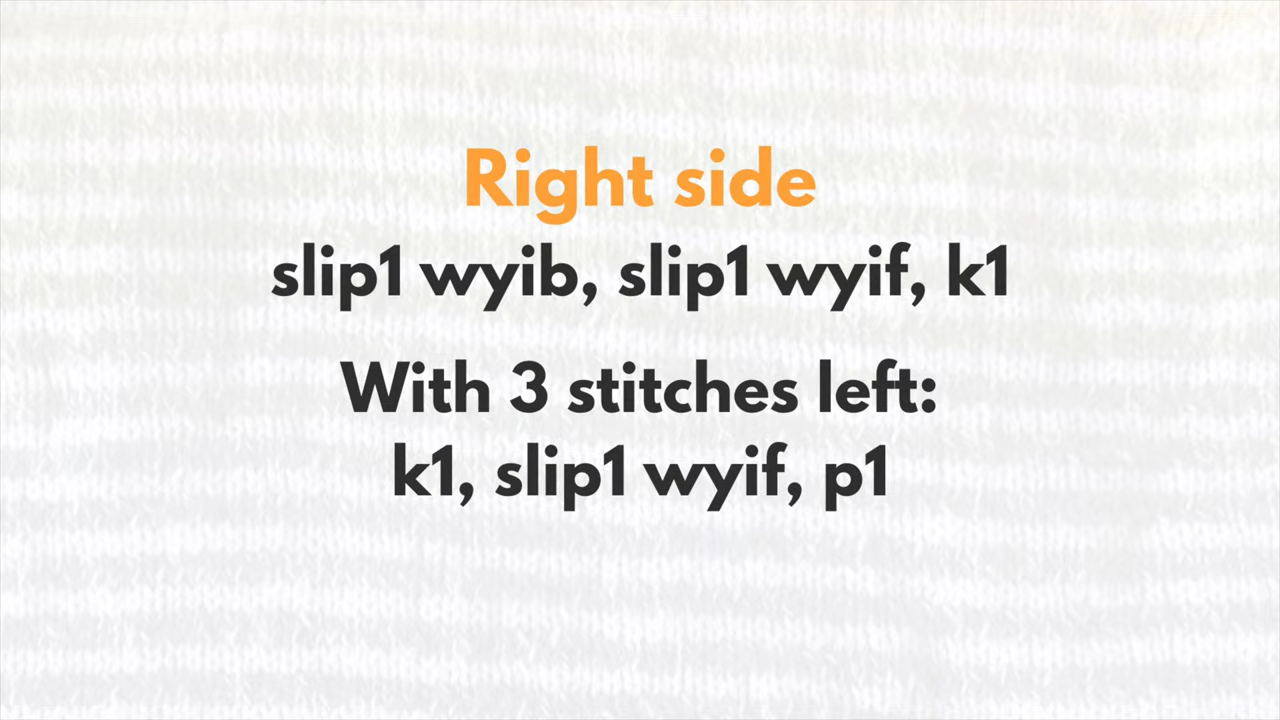 Right side
slip1 wyib, slip1 wyif, k1
With 3 stitches left:
k1, slip1 wyif, p1